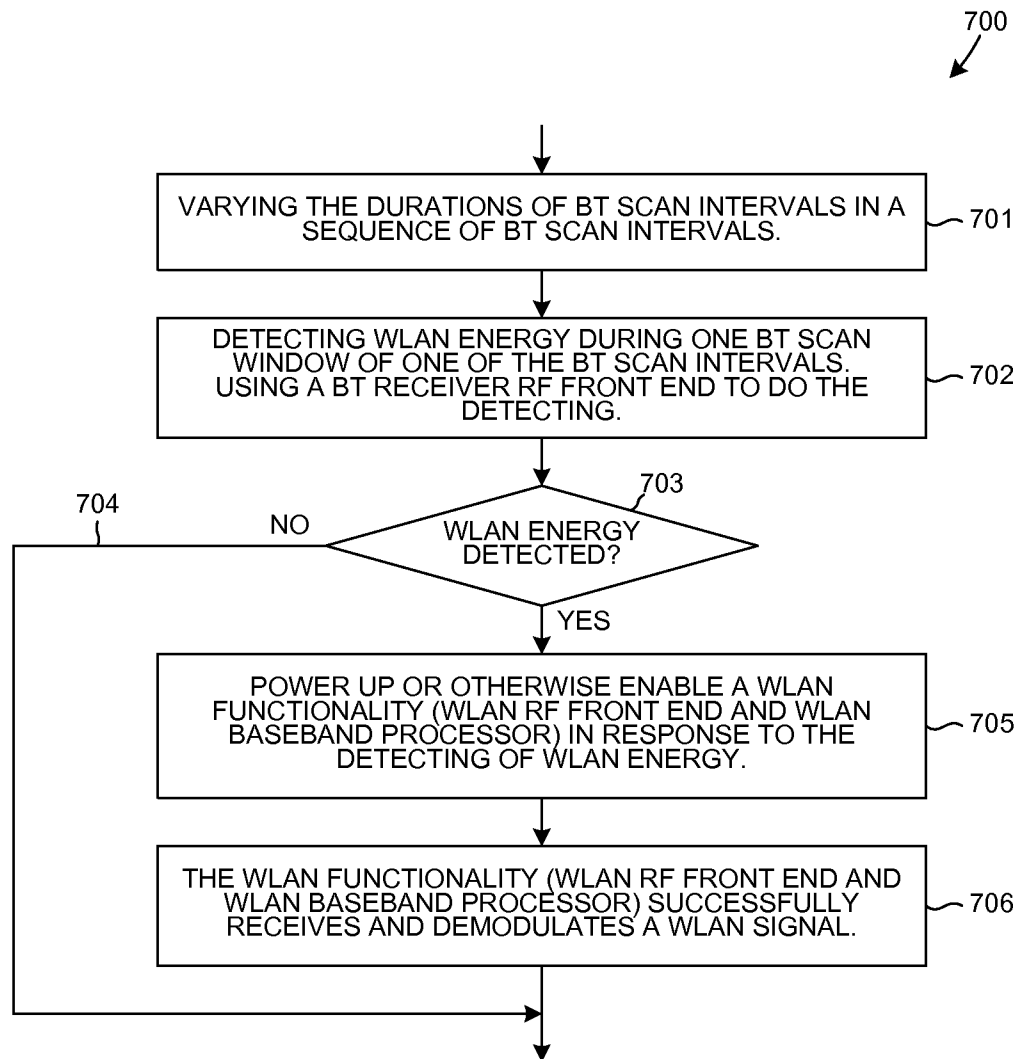 700
VARYING THE DURATIONS OF BT SCAN INTERVALS IN A
SEQUENCE OF BT SCAN INTERVALS.
701
DETECTING WLAN ENERGY DURING ONE BT SCAN
WINDOW OF ONE OF THE BT SCAN INTERVALS.
USING A BT RECEIVER RF FRONT END TO DO THE
DETECTING.
702
703
704
NO
WLAN ENERGY
DETECTED?
YES
POWER UP OR OTHERWISE ENABLE A WLAN
FUNCTIONALITY (WLAN RF FRONT END AND WLAN
BASEBAND PROCESSOR) IN RESPONSE TO THE
DETECTING OF WLAN ENERGY.
705
THE WLAN FUNCTIONALITY (WLAN RF FRONT END AND
WLAN BASEBAND PROCESSOR) SUCCESSFULLY
RECEIVES AND DEMODULATES A WLAN SIGNAL.
706